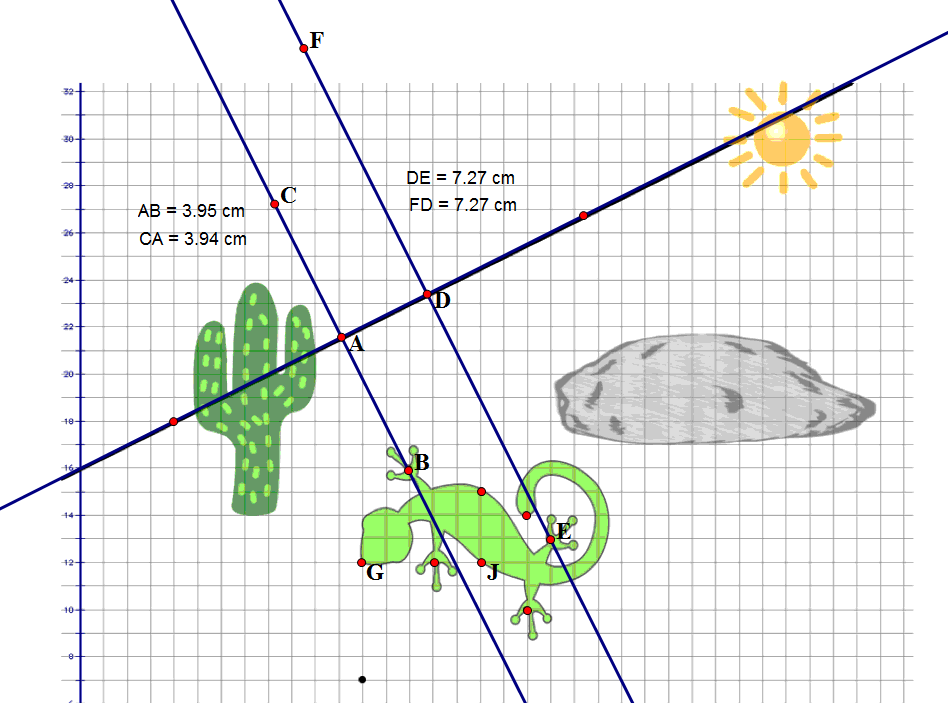 F
32
30
28
DE = 7.27 cm
FD = 7.27 cm
C
AB = 3.95 cm
CA = 3.94 cm
26
24
D
22
A
20
18
16
B
14
E
12
G
J
10
8